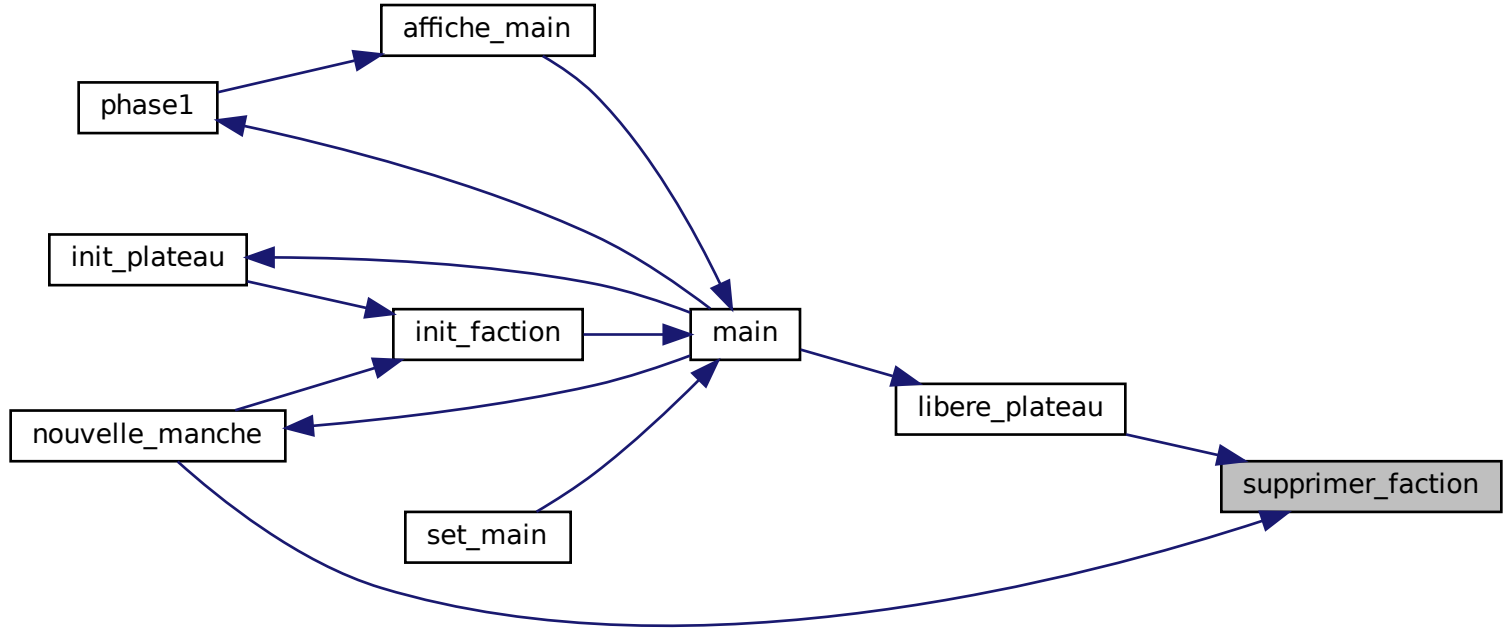 affiche_main
phase1
init_plateau
init_faction
main
nouvelle_manche
libere_plateau
supprimer_faction
set_main